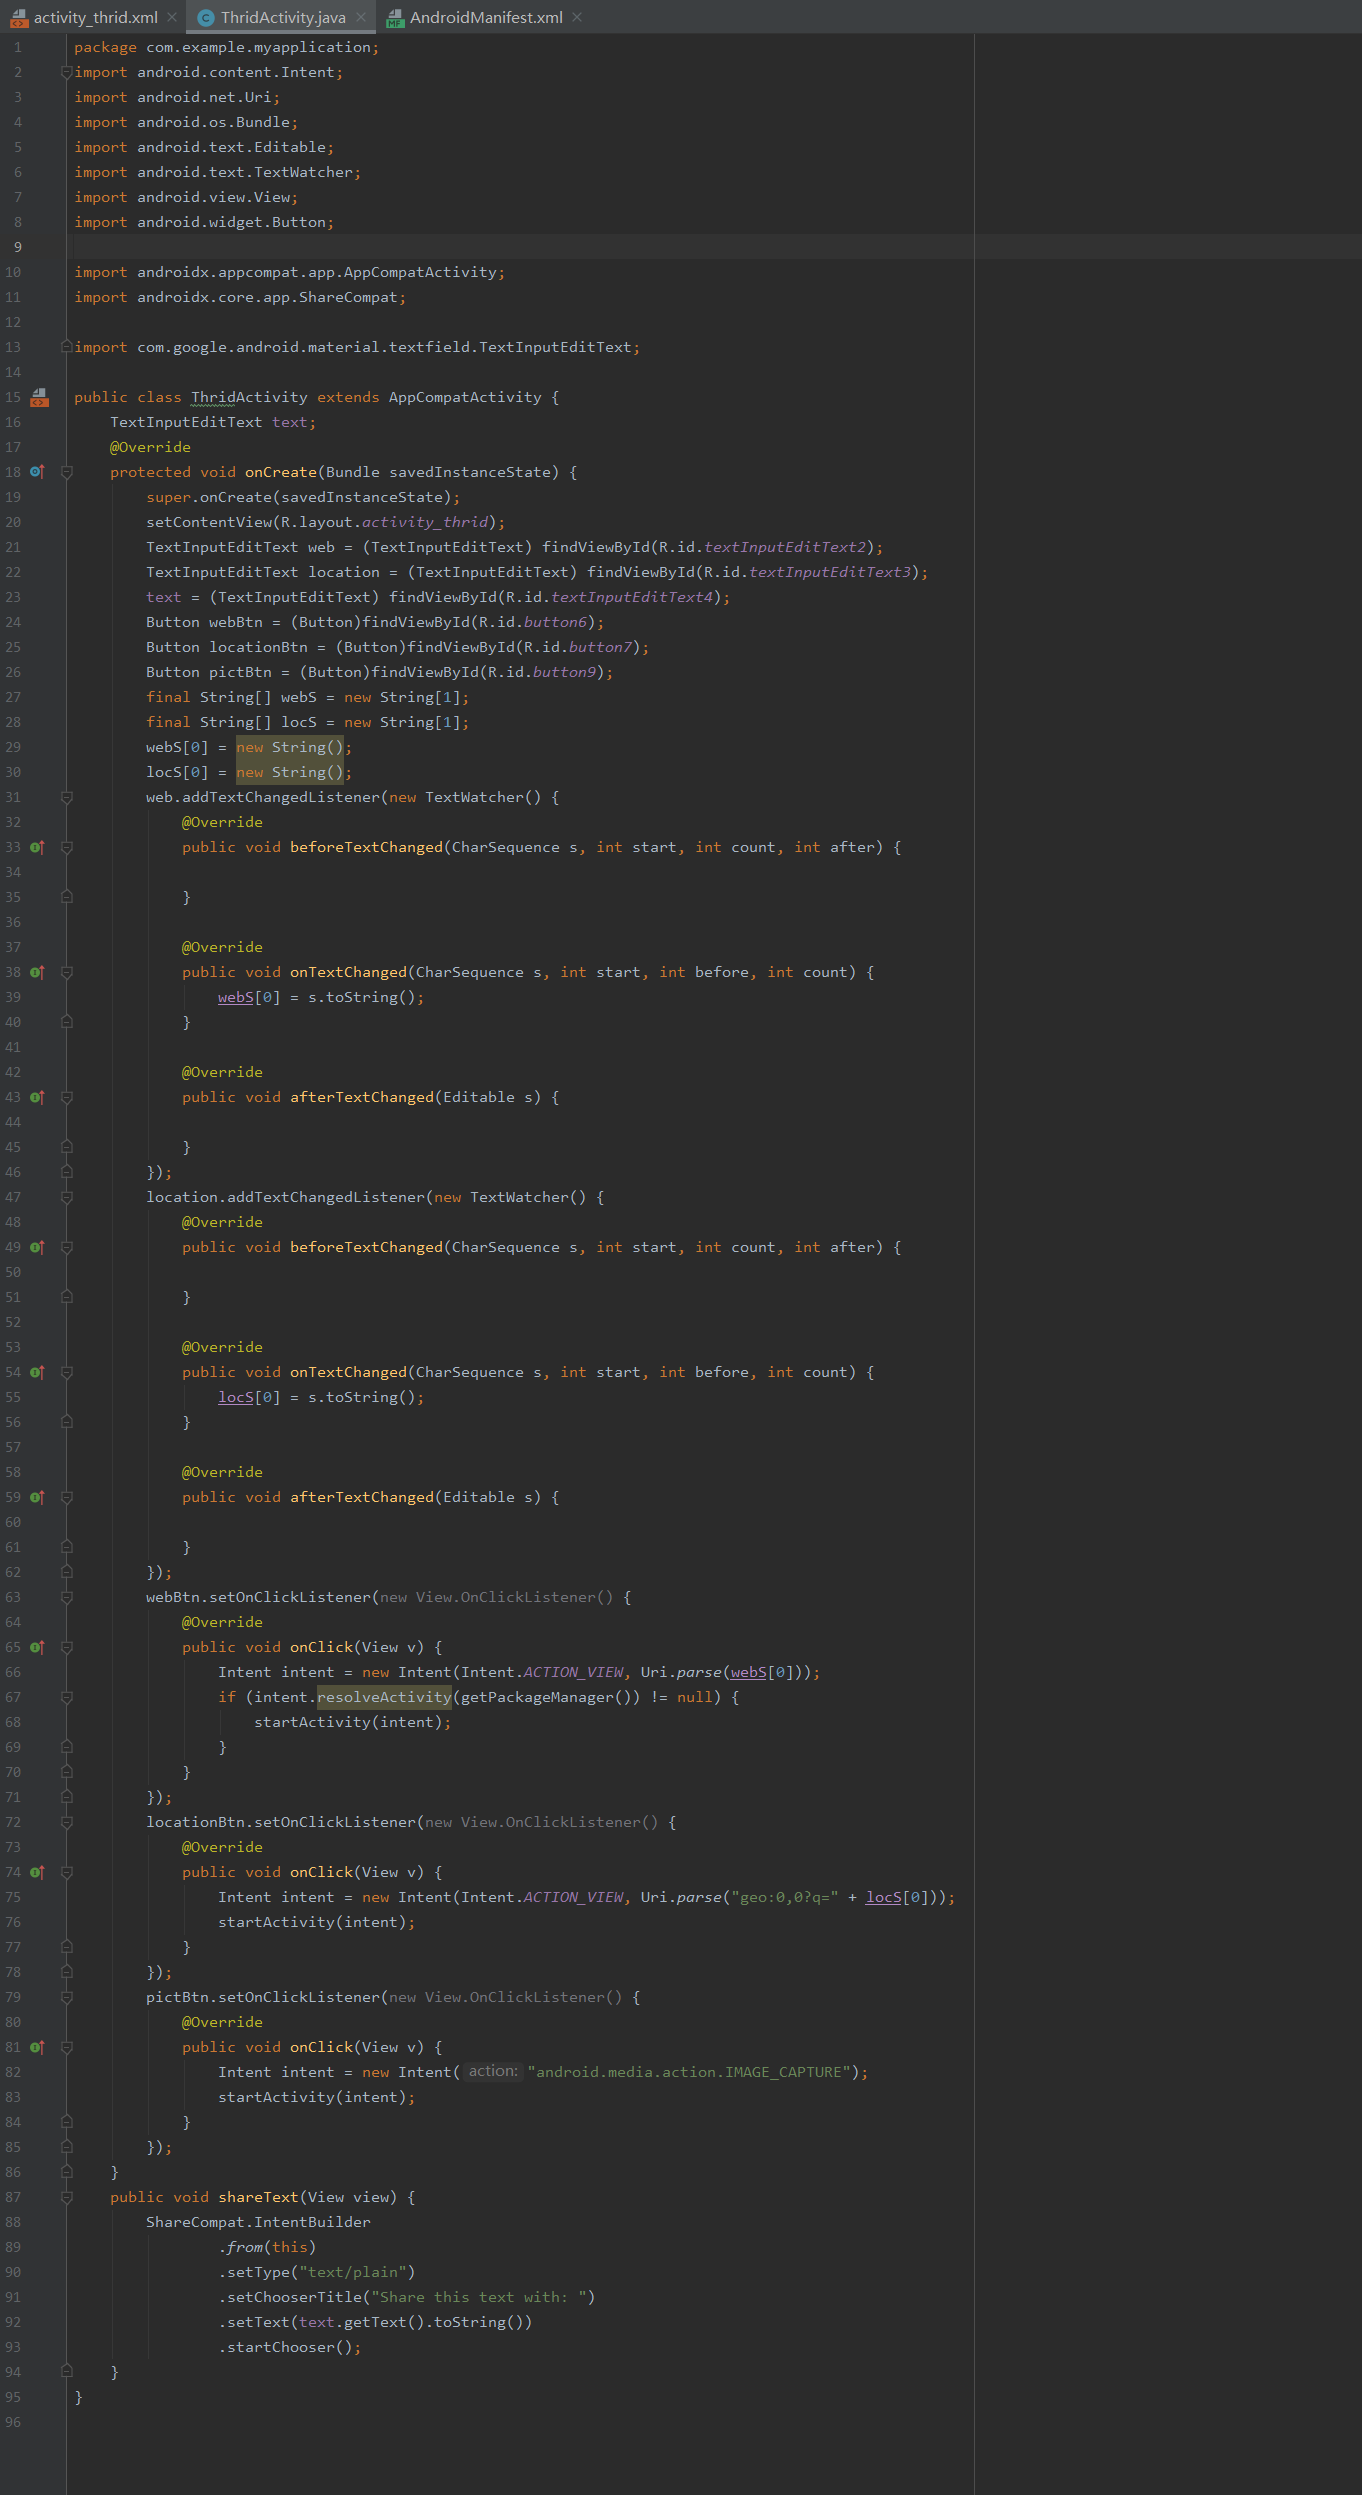 activity_thrid.xml ThridActivity.java AndroidManifest.xml
1 package com.example.myapplication;
2 import android.content.Intent;
3 import android.net.Uri;
4 import android.os.Bundle;
5 import android.text.Editable;
6 import android.text.TextWatcher;
7 import android.view.View;
8 import android.widget.Button;
9
10 import androidx.appcompat.app.AppCompatActivity;
11 import androidx.core.app.ShareCompat;
12
13 import com.google.android.material.textfield.TextInputEditText;
14
15 public class ThridActivity extends AppCompatActivity {
16 TextInputEditText text;
17 @Override
18 protected void onCreate(Bundle savedInstanceState) {
19 super.onCreate(savedInstanceState);
20 setContentView(R.layout.activity_thrid);
21 TextInputEditText web = (TextInputEditText) findViewById(R.id.textInputEditText2);
22 TextInputEditText location = (TextInputEditText) findViewById(R.id.textInputEditText3);
23 text = (TextInputEditText) findViewById(R.id.textInputEditText4);
24 Button webBtn = (Button)findViewById(R.id.button6);
25 Button locationBtn = (Button)findViewById(R.id.button7);
26 Button pictBtn = (Button)findViewById(R.id.button9);
27 final String[] webS = new String[1];
28 final String[] locS = new String[1];
29 webS[0] = new String();
30 locS[0] = new String();
31 web.addTextChangedListener(new TextWatcher() {
32 @Override
33 public void beforeTextChanged(CharSequence s, int start, int count, int after) {
34
35 }
36
37 @Override
38 public void onTextChanged(CharSequence s, int start, int before, int count) {
39 webS[0] = s.toString();
40 }
41
42 @Override
43 public void afterTextChanged(Editable s) {
44
45 }
46 });
47 location.addTextChangedListener(new TextWatcher() {
48 @Override
49 public void beforeTextChanged(CharSequence s, int start, int count, int after) {
50
51 }
52
53 @Override
54 public void onTextChanged(CharSequence s, int start, int before, int count) {
55 locS[0] = s.toString();
56 }
57
58 @Override
59 public void afterTextChanged(Editable s) {
60
61 }
62 });
63 webBtn.setOnClickListener(new View.OnClickListener() {
64 @Override
65 public void onClick(View v) {
66 Intent intent = new Intent(Intent.ACTION_VIEW, Uri.parse(webS[0]));
67 if (intent.resolveActivity(getPackageManager()) != null) {
68 startActivity(intent);
69 }
70 }
71 });
72 locationBtn.setOnClickListener(new View.OnClickListener() {
73 @Override
74 public void onClick(View v) {
75 Intent intent = new Intent(Intent.ACTION_VIEW, Uri.parse("geo:0,0?q=" + locS[0]));
76 startActivity(intent);
77 }
78 });
79 pictBtn.setOnClickListener(new View.OnClickListener() {
80 @Override
81 public void onClick(View v) {
82 Intent intent = new Intent( action: "android.media.action.IMAGE_CAPTURE");
83 startActivity(intent);
84 }
85 });
86 }
87 public void shareText(View view) {
88 ShareCompat.IntentBuilder
89 .from(this)
90 .setType("text/plain")
91 .setChooserTitle("Share this text with: ")
92 .setText(text.getText().toString())
93 .startChooser();
94 }
95 }
96